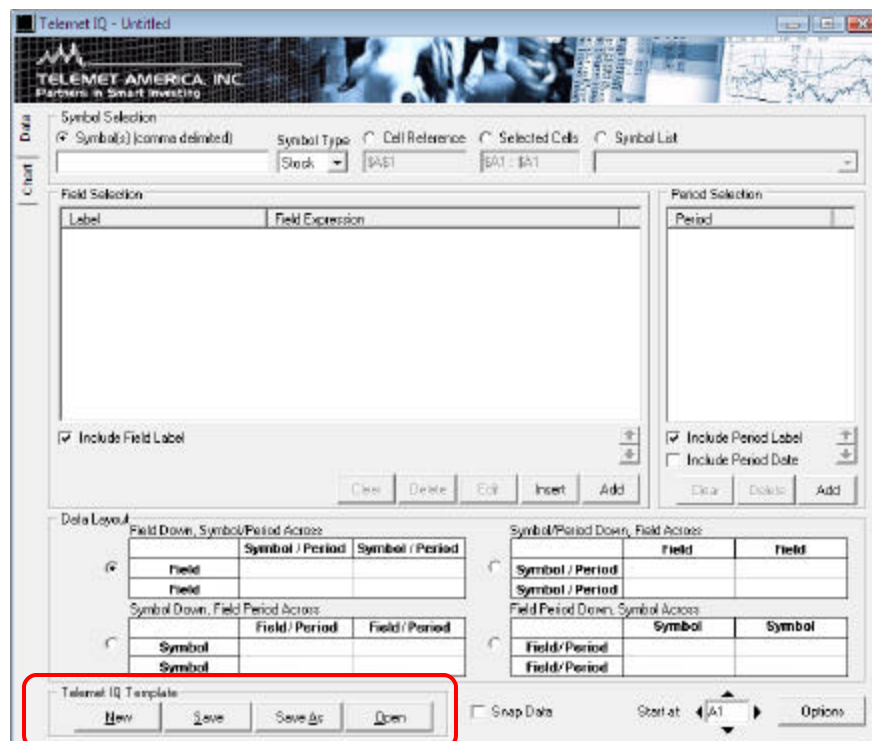 Telemet IQ - Untitled
TELEMET AMERICA, INC
Partners in Smart Investing
Data
Chart
Symbol Selection
Symbol(s) (comma delimited)
Symbol Type
Cell Reference
Selected Cells
Symbol List
Stock
$A$1
$A1 : $A1
Field Selection
Label
Field Expression
Period Selection
Period
Include Field Label
Include Period Label
Include Period Date
Clear
Delete
Edit
Insert
Add
Clear
Delete
Add
Data Layout
Field Down, Symbol/Period Across
Symbol / Period
Symbol / Period
Field
Field
Symbol/Period Down, Field Across
Field
Field
Symbol / Period
Symbol / Period
Symbol Down, Field Period Across
Field/Period
Field/Period
Symbol
Symbol
Field Period Down, Symbol Across
Symbol
Symbol
Field/Period
Field/Period
Telemet IQ Template
New
Save
Save As
Open
Snap Data
Start at
A1
Options